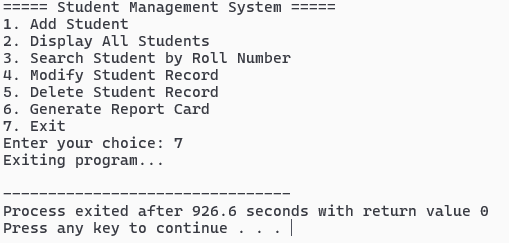 ===== Student Management System =====
1. Add Student
2. Display All Students
3. Search Student by Roll Number
4. Modify Student Record
5. Delete Student Record
6. Generate Report Card
7. Exit
Enter your choice: 7
Exiting program...
--------------------------------
Process exited after 926.6 seconds with return value 0
Press any key to continue . . .